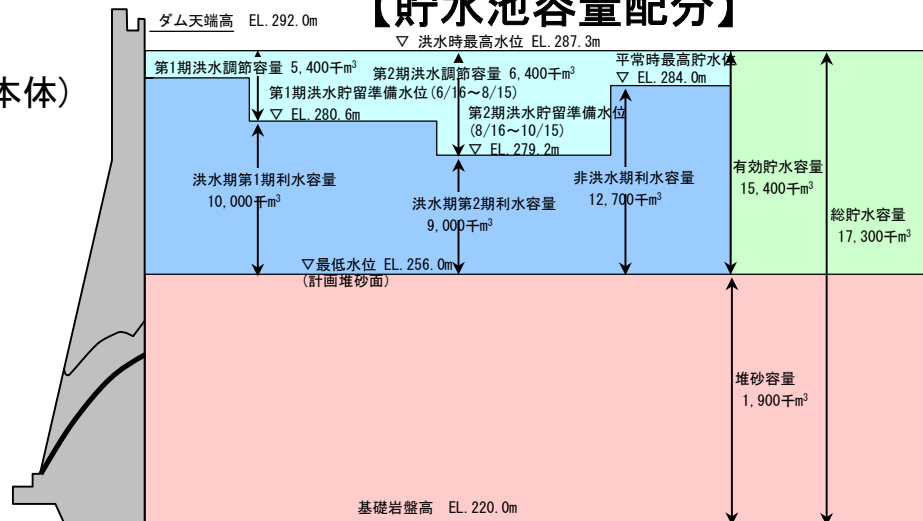 【貯水池容量配分】
ダム天端高 EL.292.0m
▽ 洪水時最高水位 EL.287.3m
本体)
第1期洪水調節容量 5,400千m³
第2期洪水調節容量 6,400千m³
平常時最高貯水位
▽ EL.284.0m
第1期洪水貯留準備水位(6/16～8/15)
▽ EL.280.6m
第2期洪水貯留準備水位
(8/16～10/15)
▽ EL.279.2m
洪水期第1期利水容量
10,000千m³
洪水期第2期利水容量
9,000千m³
非洪水期利水容量
12,700千m³
有効貯水容量
15,400千m³
総貯水容量
17,300千m³
▽最低水位 EL.256.0m
(計画堆砂面)
堆砂容量
1,900千m³
基礎岩盤高 EL.220.0m